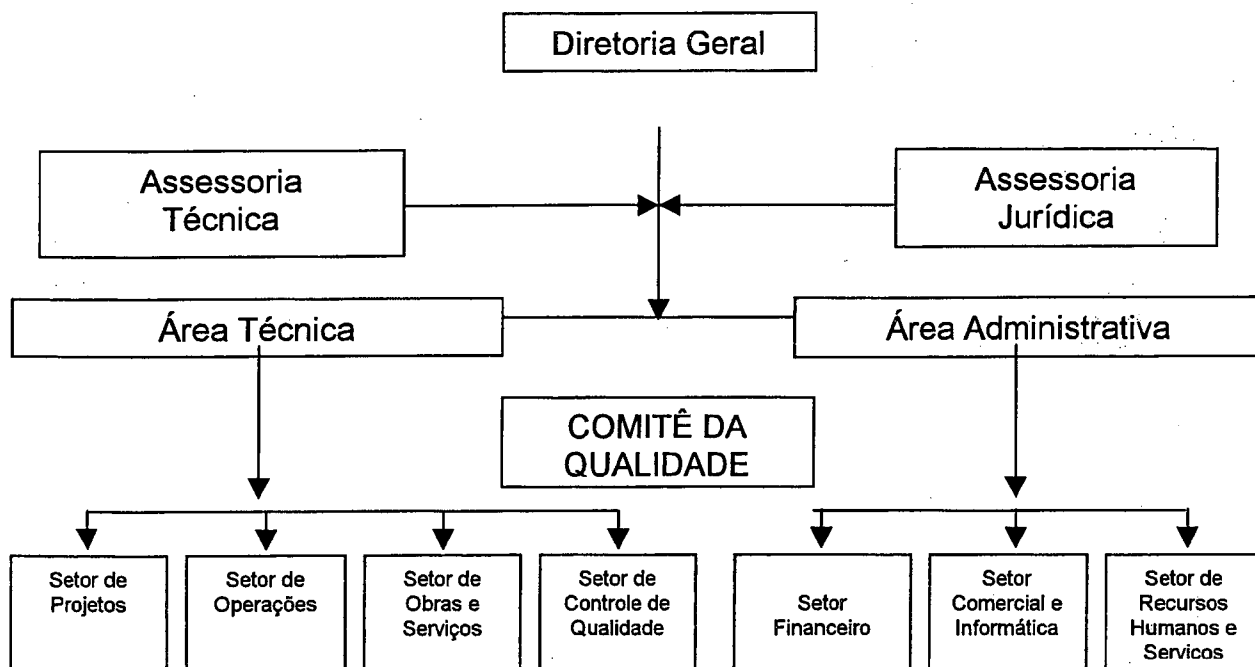 Diretoria Geral
Assessoria
Técnica
Assessoria
Jurídica
Área Técnica
Área Administrativa
COMITÊ DA
QUALIDADE
Setor de
Projetos
Setor de
Operações
Setor de
Obras e
Serviços
Setor de
Controle de
Qualidade
Setor
Financeiro
Setor
Comercial e
Informática
Setor de
Recursos
Humanos e
Serviços